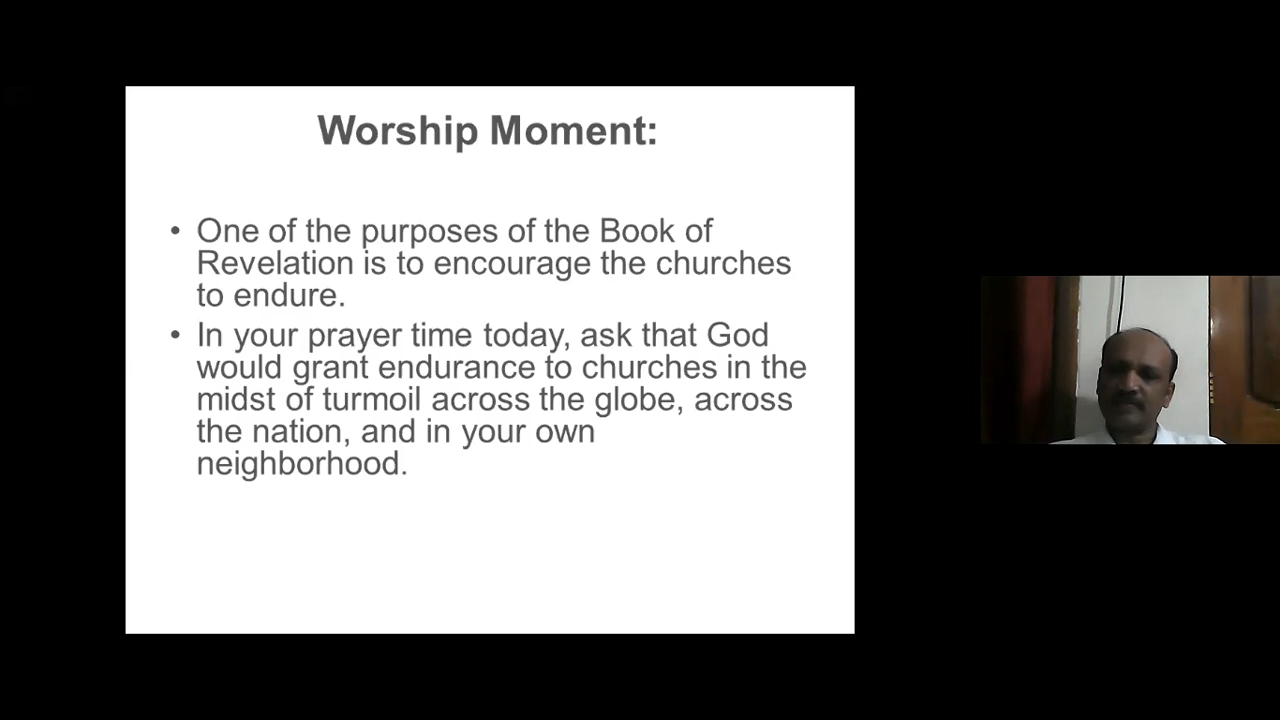 Worship Moment:
• One of the purposes of the Book of
Revelation is to encourage the churches
to endure.
• In your prayer time today, ask that God
would grant endurance to churches in the
midst of turmoil across the globe, across
the nation, and in your own
neighborhood.